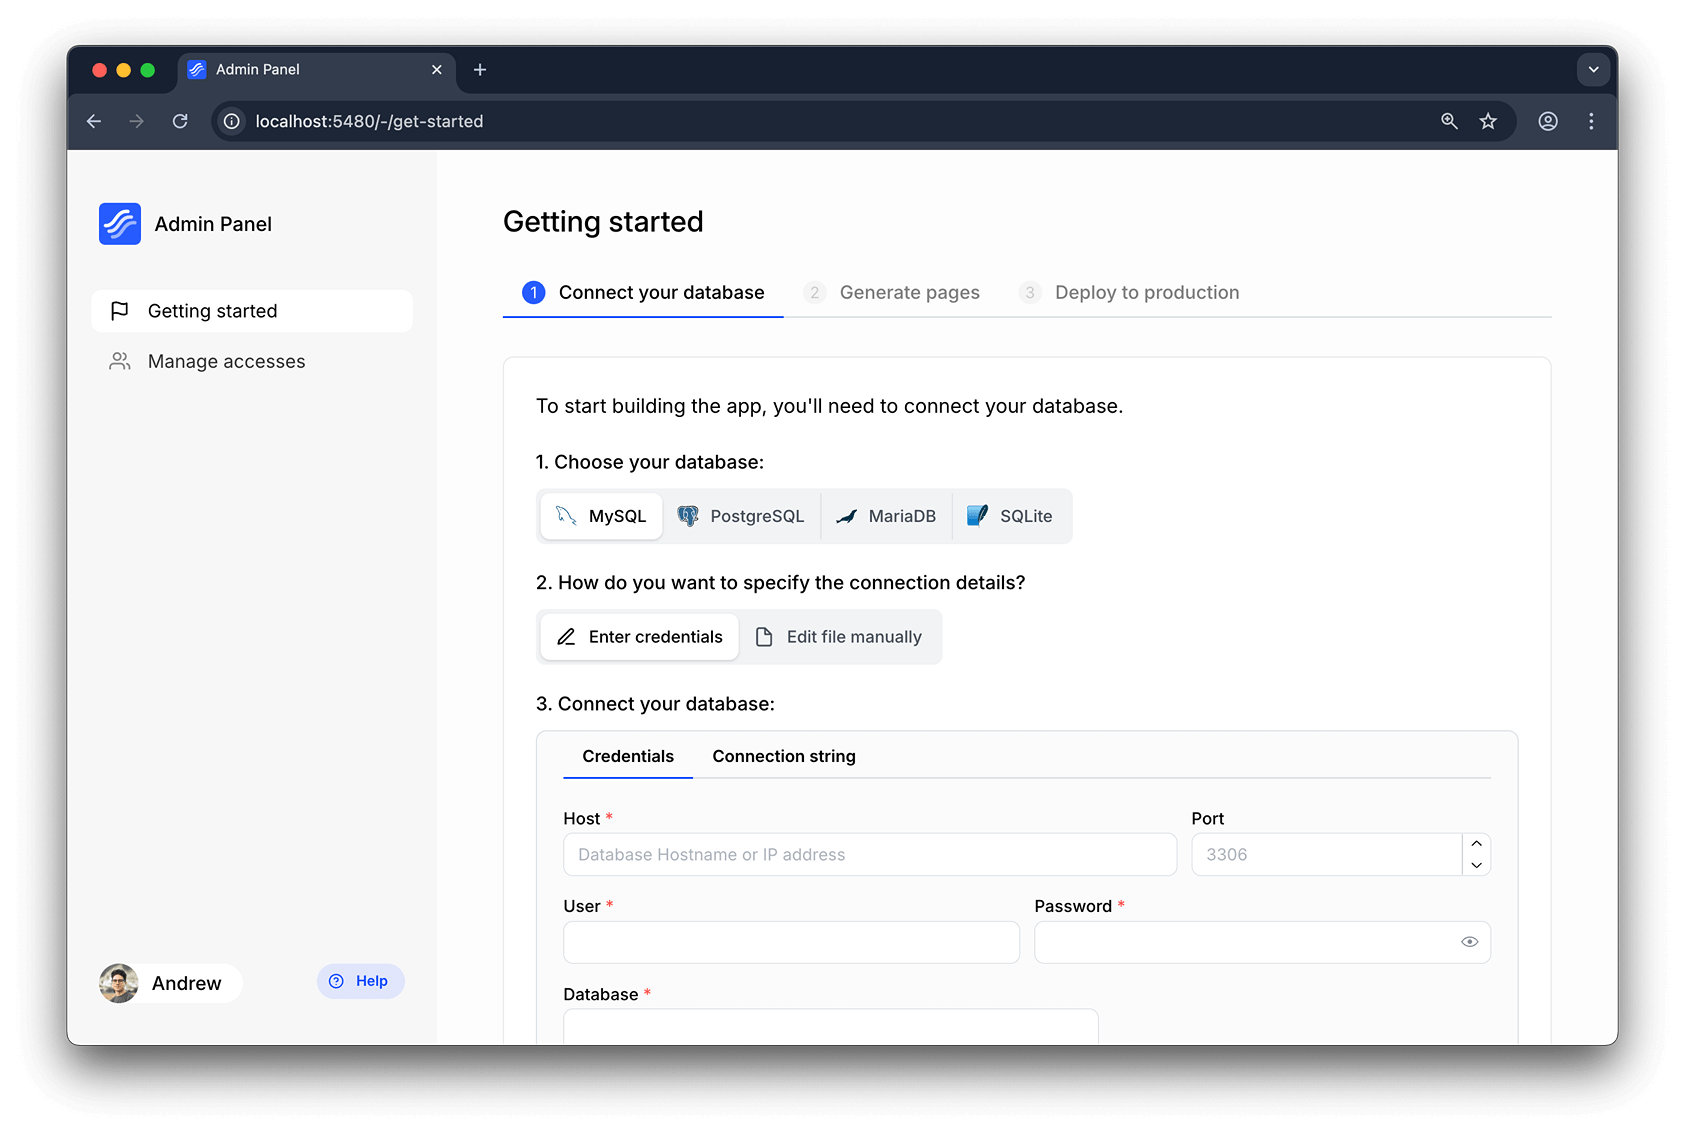 Admin Panel
localhost:5480/-/get-started
Admin Panel
Getting started
Manage accesses
Andrew
Help
Getting started
1 Connect your database
2 Generate pages
3 Deploy to production
To start building the app, you'll need to connect your database.
1. Choose your database:
MySQL PostgreSQL MariaDB SQLite
2. How do you want to specify the connection details?
Enter credentials Edit file manually
3. Connect your database:
Credentials Connection string
Host * Port
Database Hostname or IP address 3306
User * Password *
Database *